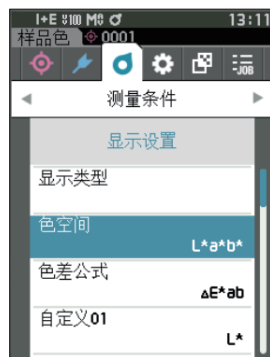 I+E M0 13:11
样品色 0001
JOB
测量条件
显示设置
显示类型
色空间
L*a*b*
色差公式
ΔE*ab
自定义01
L*